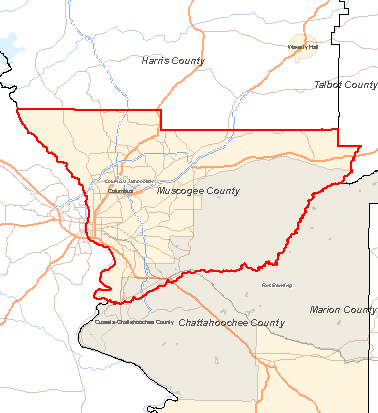 Waverly Hall
Harris County
Talbot County
Columbus
Muscogee County
Fort Benning
Marion County
Cusseta-Chattahoochee County
Chattahoochee County